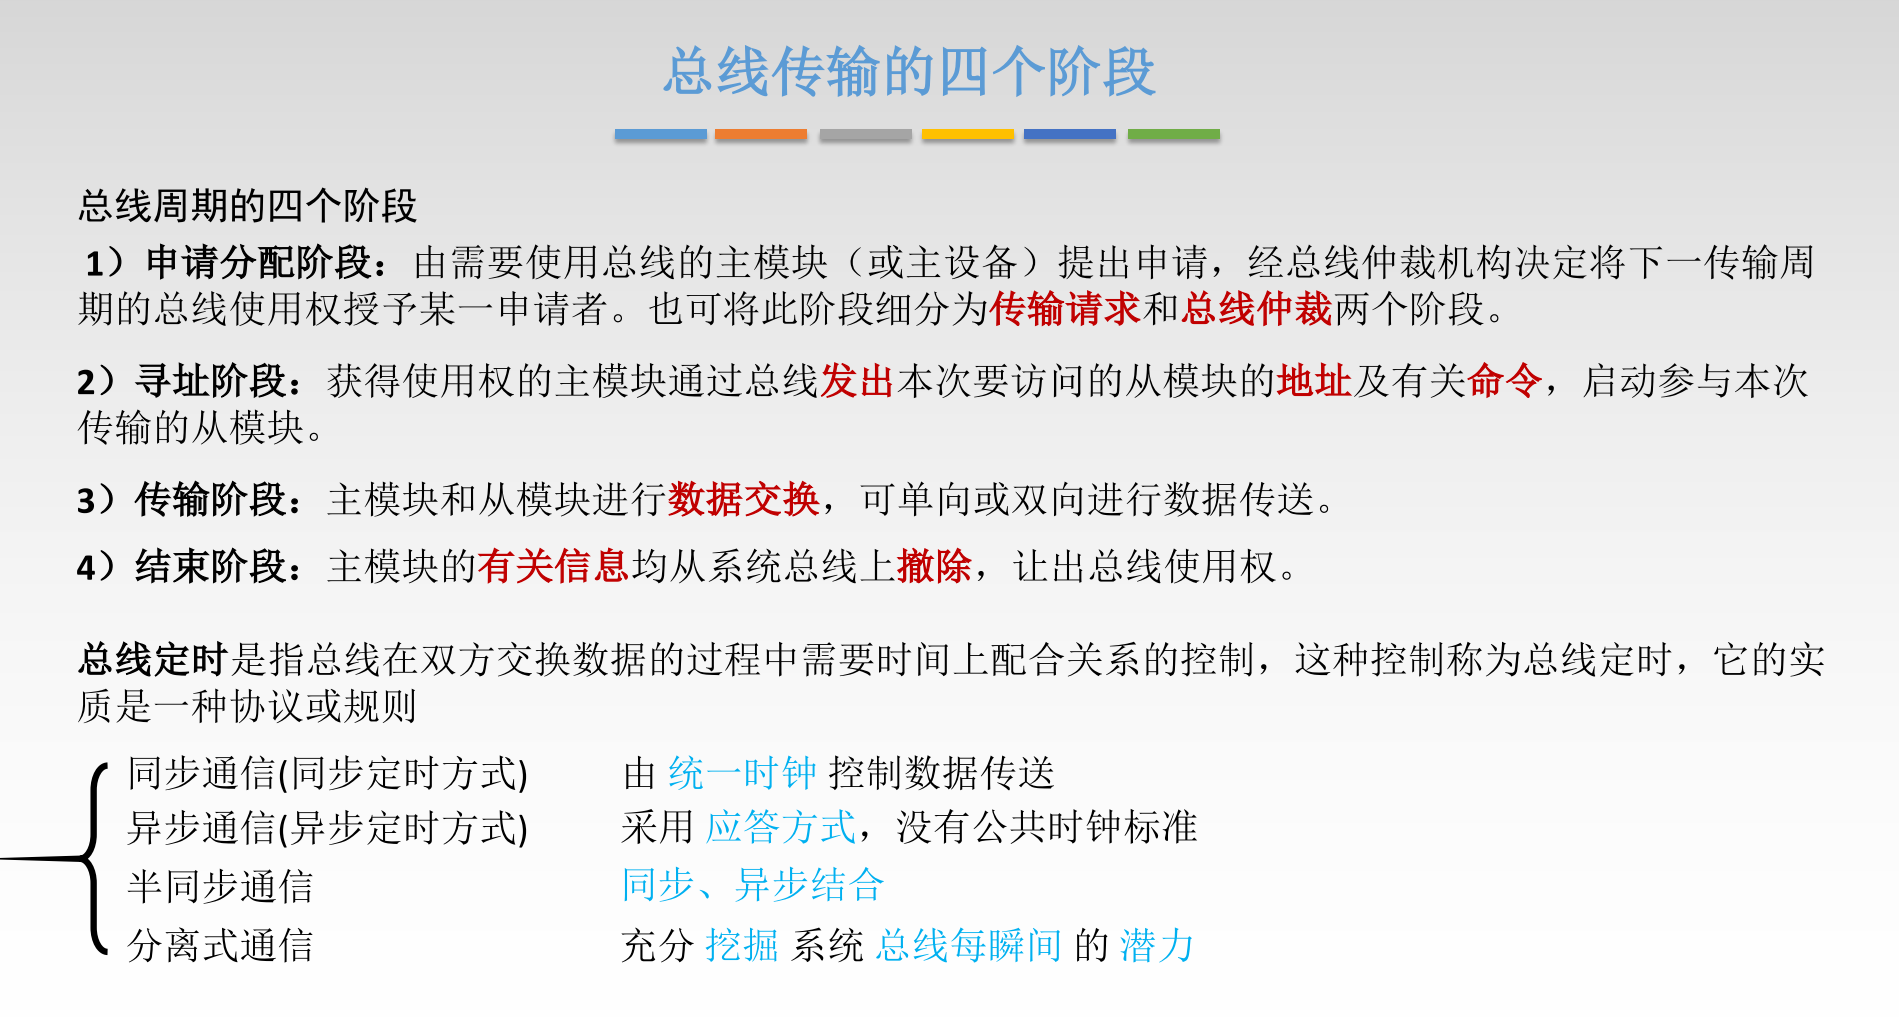 总线传输的四个阶段
总线周期的四个阶段
1）申请分配阶段：由需要使用总线的主模块（或主设备）提出申请，经总线仲裁机构决定将下一传输周
期的总线使用权授予某一申请者。也可将此阶段细分为传输请求和总线仲裁两个阶段。
2）寻址阶段：获得使用权的主模块通过总线发出本次要访问的从模块的地址及有关命令，启动参与本次
传输的从模块。
3）传输阶段：主模块和从模块进行数据交换，可单向或双向进行数据传送。
4）结束阶段：主模块的有关信息均从系统总线上撤除，让出总线使用权。
总线定时是指总线在双方交换数据的过程中需要时间上配合关系的控制，这种控制称为总线定时，它的实
质是一种协议或规则
同步通信(同步定时方式) 由 统一时钟 控制数据传送
异步通信(异步定时方式) 采用 应答方式，没有公共时钟标准
半同步通信 同步、异步结合
分离式通信 充分 挖掘 系统 总线每瞬间 的 潜力